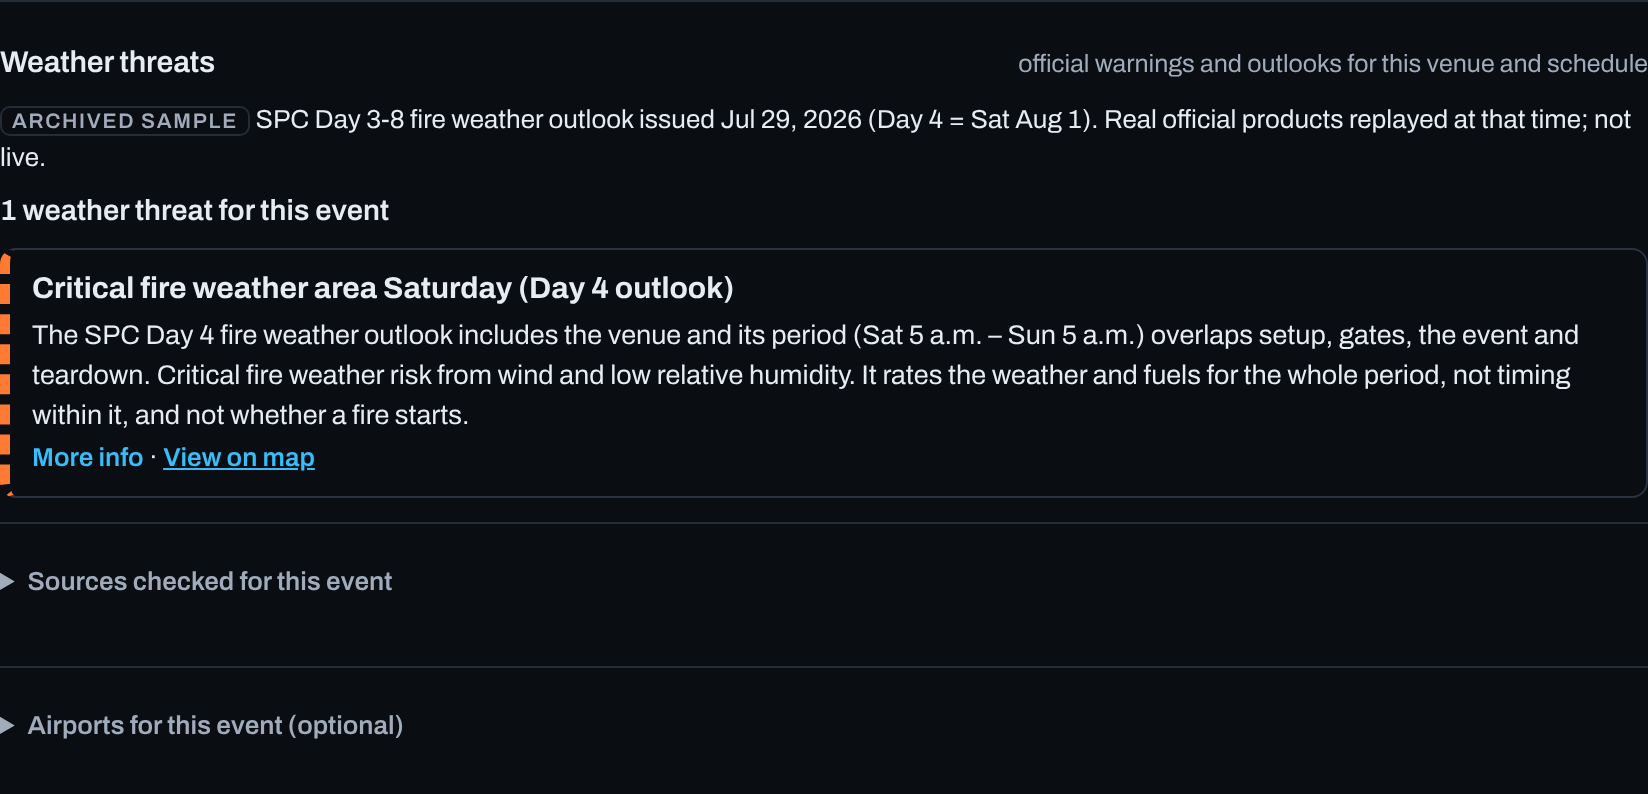 Weather threats
official warnings and outlooks for this venue and schedule
ARCHIVED SAMPLE SPC Day 3-8 fire weather outlook issued Jul 29, 2026 (Day 4 = Sat Aug 1). Real official products replayed at that time; not
live.
1 weather threat for this event
Critical fire weather area Saturday (Day 4 outlook)
The SPC Day 4 fire weather outlook includes the venue and its period (Sat 5 a.m. – Sun 5 a.m.) overlaps setup, gates, the event and
teardown. Critical fire weather risk from wind and low relative humidity. It rates the weather and fuels for the whole period, not timing
within it, and not whether a fire starts.
More info · View on map
Sources checked for this event
Airports for this event (optional)